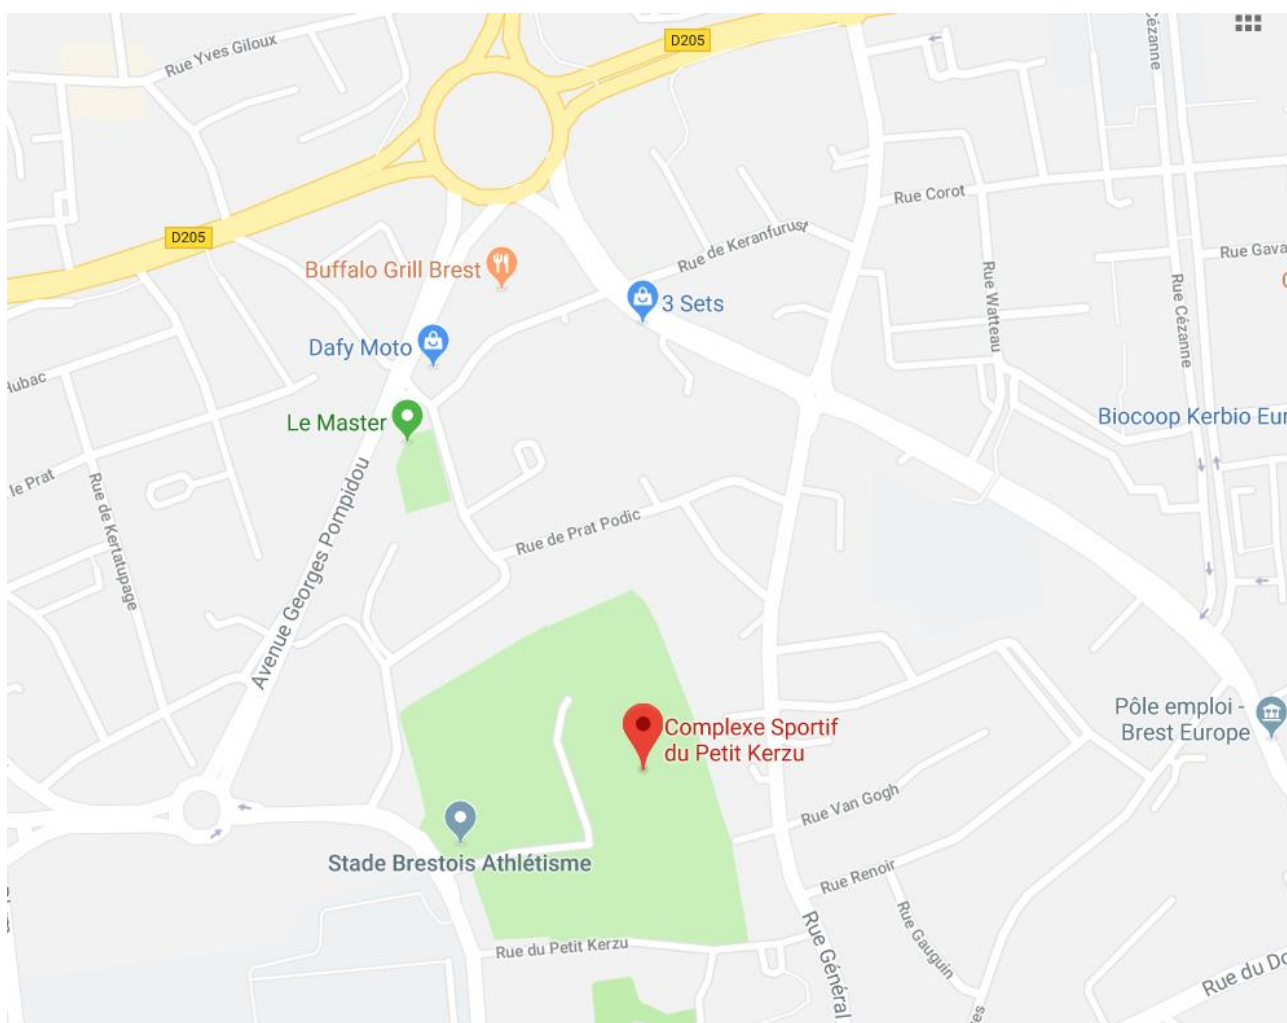 Rue Yves Giloux
D205
Cézanne
D205
Rue Corot
Rue de Keranfurust
Rue Gava
Buffalo Grill Brest
3 Sets
Rue Watteau
Rue Cézanne
Dafy Moto
Hubac
Le Master
Biocoop Kerbio Eur
le Prat
Rue de Kertatupage
Avenue Georges Pompidou
Rue de Prat Podic
Complexe Sportif
du Petit Kerzu
Pôle emploi -
Brest Europe
Rue Van Gogh
Stade Brestois Athlétisme
Rue Renoir
Rue du Petit Kerzu
Rue Général
Rue Gauguin
Rue du Do